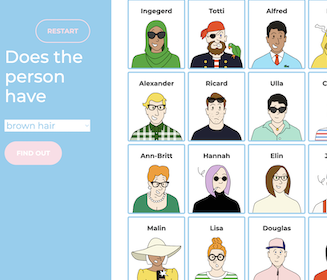 RESTART
Does the
person
have
brown hair
FIND OUT
Ingegerd
Totti
Alfred
Alexander
Ricard
Ulla
Ann-Britt
Hannah
Elin
Malin
Lisa
Douglas